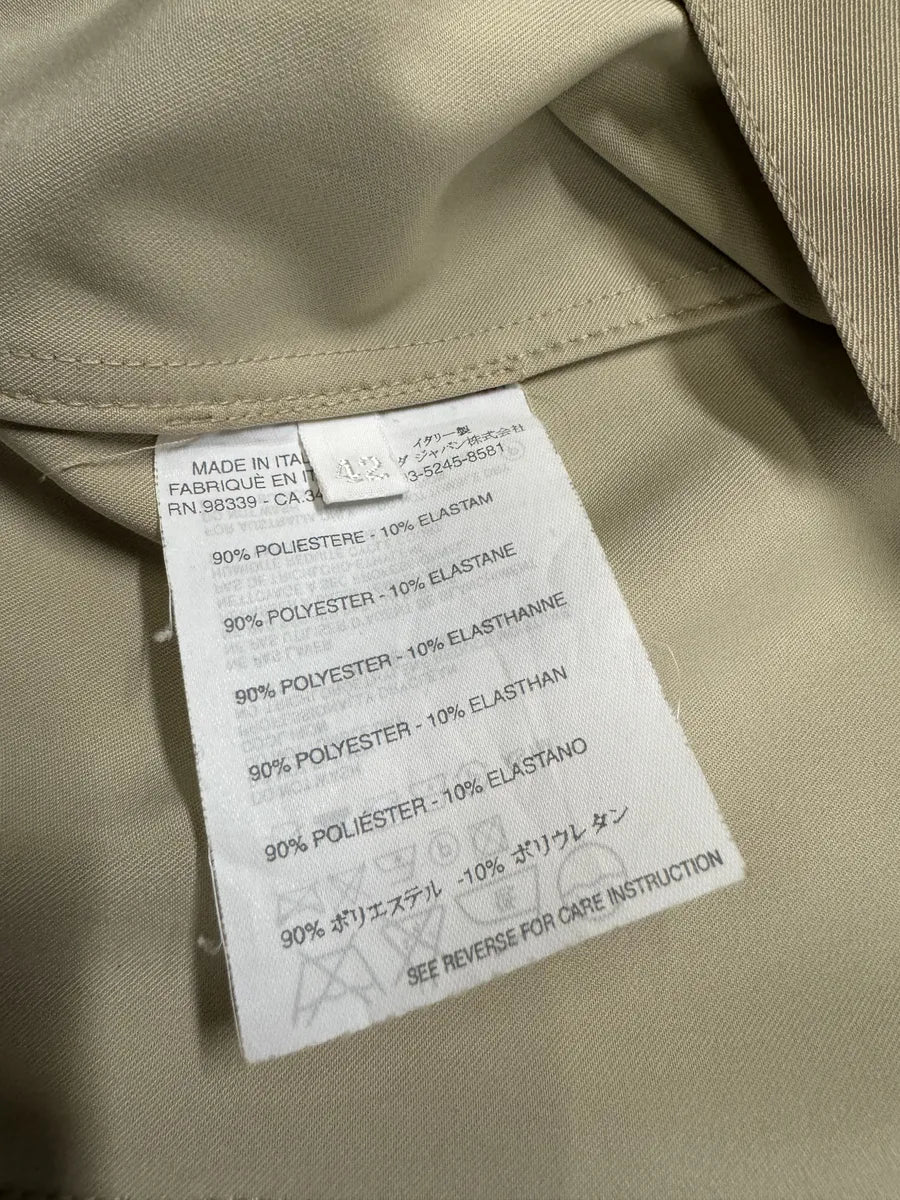 MADE IN ITAL
イタリー製
FABRIQUÈ EN IT
ダ ジャパン株式会社
RN.98339 - CA.34
03-5245-8581
42
90% POLIESTERE - 10% ELASTAM
90% POLYESTER - 10% ELASTANE
90% POLYESTER - 10% ELASTHANNE
90% POLYESTER - 10% ELASTHAN
90% POLIÉSTER - 10% ELASTANO
90% ポリエステル -10% ポリウレタン
SEE REVERSE FOR CARE INSTRUCTION